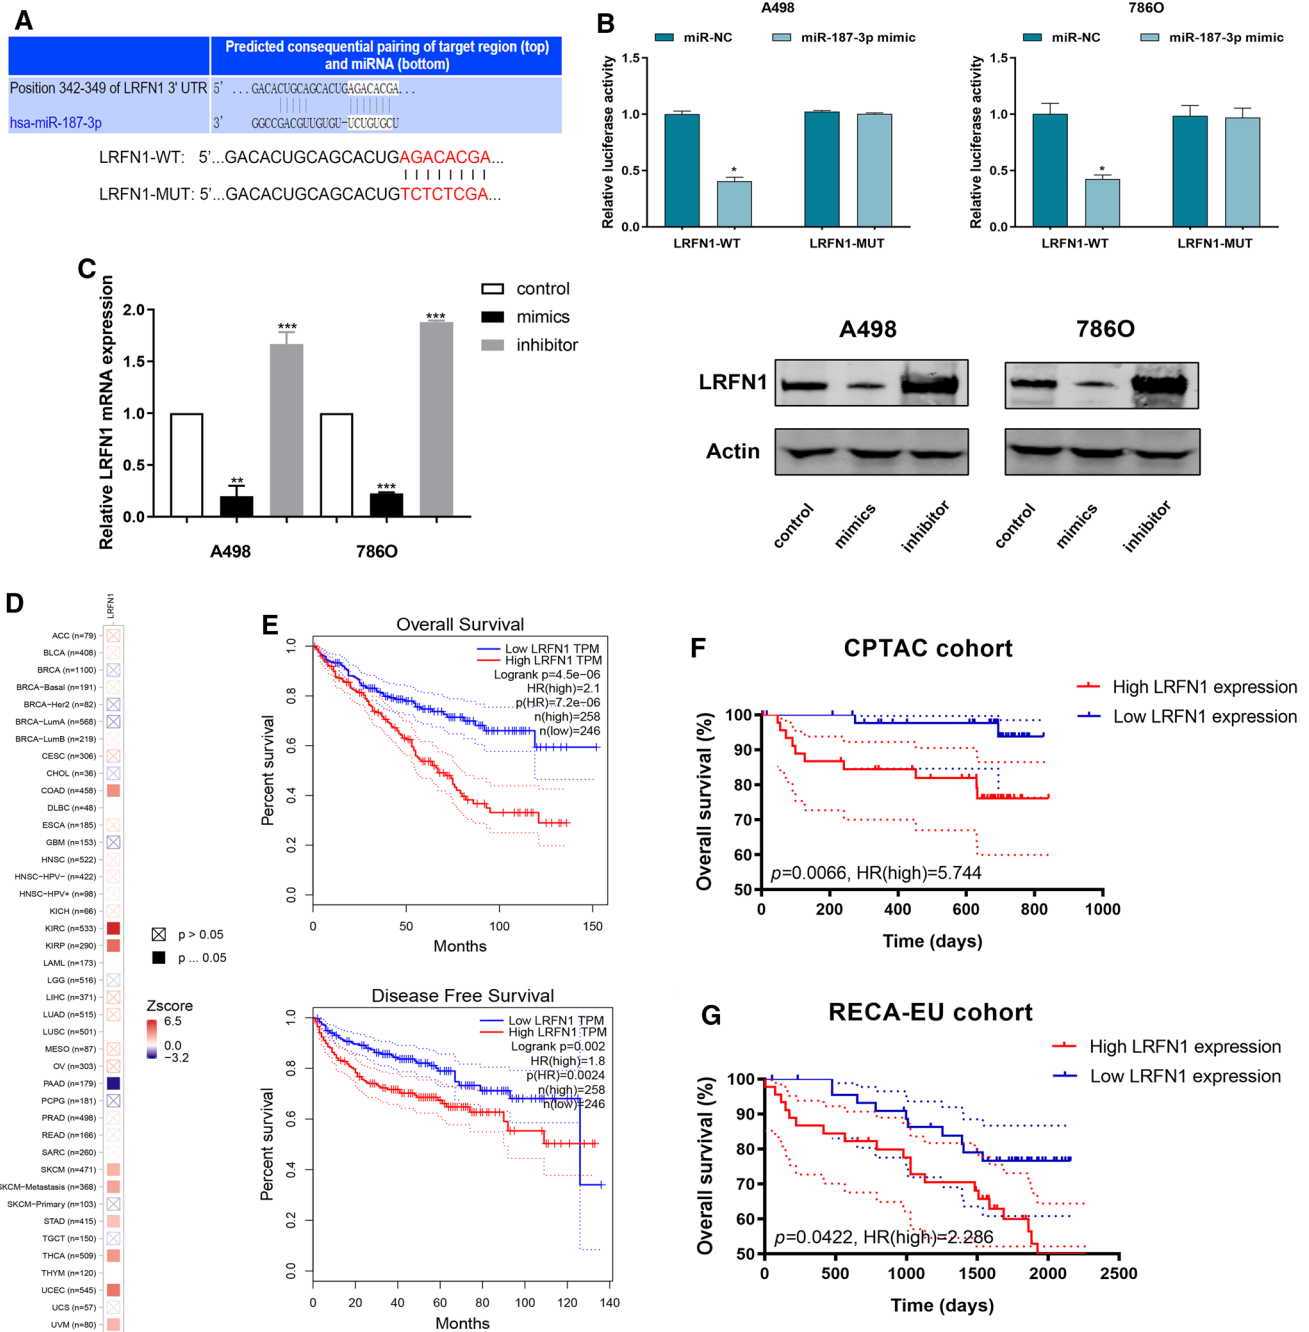 A
Predicted consequential pairing of target region (top)
and miRNA (bottom)
Position 342-349 of LRFN1 3' UTR 5' ...GACACUGCAGCACUGAGACACGA...
hsa-miR-187-3p 3' GGCCGACGUUGUGU-UCUGUGCU
LRFN1-WT: 5'...GACACUGCAGCACUGAGACACGA...
LRFN1-MUT: 5'...GACACUGCAGCACUGTCTCTCGA...
B
A498
miR-NC miR-187-3p mimic
Relative luciferase activity
1.5
1.0
0.5
0.0
*
LRFN1-WT LRFN1-MUT
786O
miR-NC miR-187-3p mimic
Relative luciferase activity
1.5
1.0
0.5
0.0
*
LRFN1-WT LRFN1-MUT
C
Relative LRFN1 mRNA expression
2.0
1.5
1.0
0.5
0.0
** *** *** ***
A498 786O
control
mimics
inhibitor
A498 786O
LRFN1
Actin
control mimics inhibitor control mimics inhibitor
D
LRFN1
ACC (n=79)
BLCA (n=408)
BRCA (n=1100)
BRCA-Basal (n=191)
BRCA-Her2 (n=82)
BRCA-LumA (n=568)
BRCA-LumB (n=219)
CESC (n=306)
CHOL (n=36)
COAD (n=458)
DLBC (n=48)
ESCA (n=185)
GBM (n=153)
HNSC (n=522)
HNSC-HPV- (n=422)
HNSC-HPV+ (n=98)
KICH (n=66)
KIRC (n=533)
KIRP (n=290)
LAML (n=173)
LGG (n=516)
LIHC (n=371)
LUAD (n=515)
LUSC (n=501)
MESO (n=87)
OV (n=303)
PAAD (n=179)
PCPG (n=181)
PRAD (n=498)
READ (n=166)
SARC (n=260)
SKCM (n=471)
SKCM-Metastasis (n=368)
SKCM-Primary (n=103)
STAD (n=415)
TGCT (n=150)
THCA (n=509)
THYM (n=120)
UCEC (n=545)
UCS (n=57)
UVM (n=80)
p > 0.05
p ... 0.05
Zscore
6.5
0.0
-3.2
E
Overall Survival
Low LRFN1 TPM
High LRFN1 TPM
Logrank p=4.5e-06
HR(high)=2.1
p(HR)=7.2e-06
n(high)=258
n(low)=246
Percent survival
1.0
0.8
0.6
0.4
0.2
0.0
0 50 100 150
Months
Disease Free Survival
Low LRFN1 TPM
High LRFN1 TPM
Logrank p=0.002
HR(high)=1.8
p(HR)=0.0024
n(high)=258
n(low)=246
Percent survival
1.0
0.8
0.6
0.4
0.2
0.0
0 20 40 60 80 100 120 140
Months
F
CPTAC cohort
High LRFN1 expression
Low LRFN1 expression
Overall survival (%)
100
90
80
70
60
50
p=0.0066, HR(high)=5.744
0 200 400 600 800 1000
Time (days)
G
RECA-EU cohort
High LRFN1 expression
Low LRFN1 expression
Overall survival (%)
100
90
80
70
60
50
p=0.0422, HR(high)=2.286
0 500 1000 1500 2000 2500
Time (days)